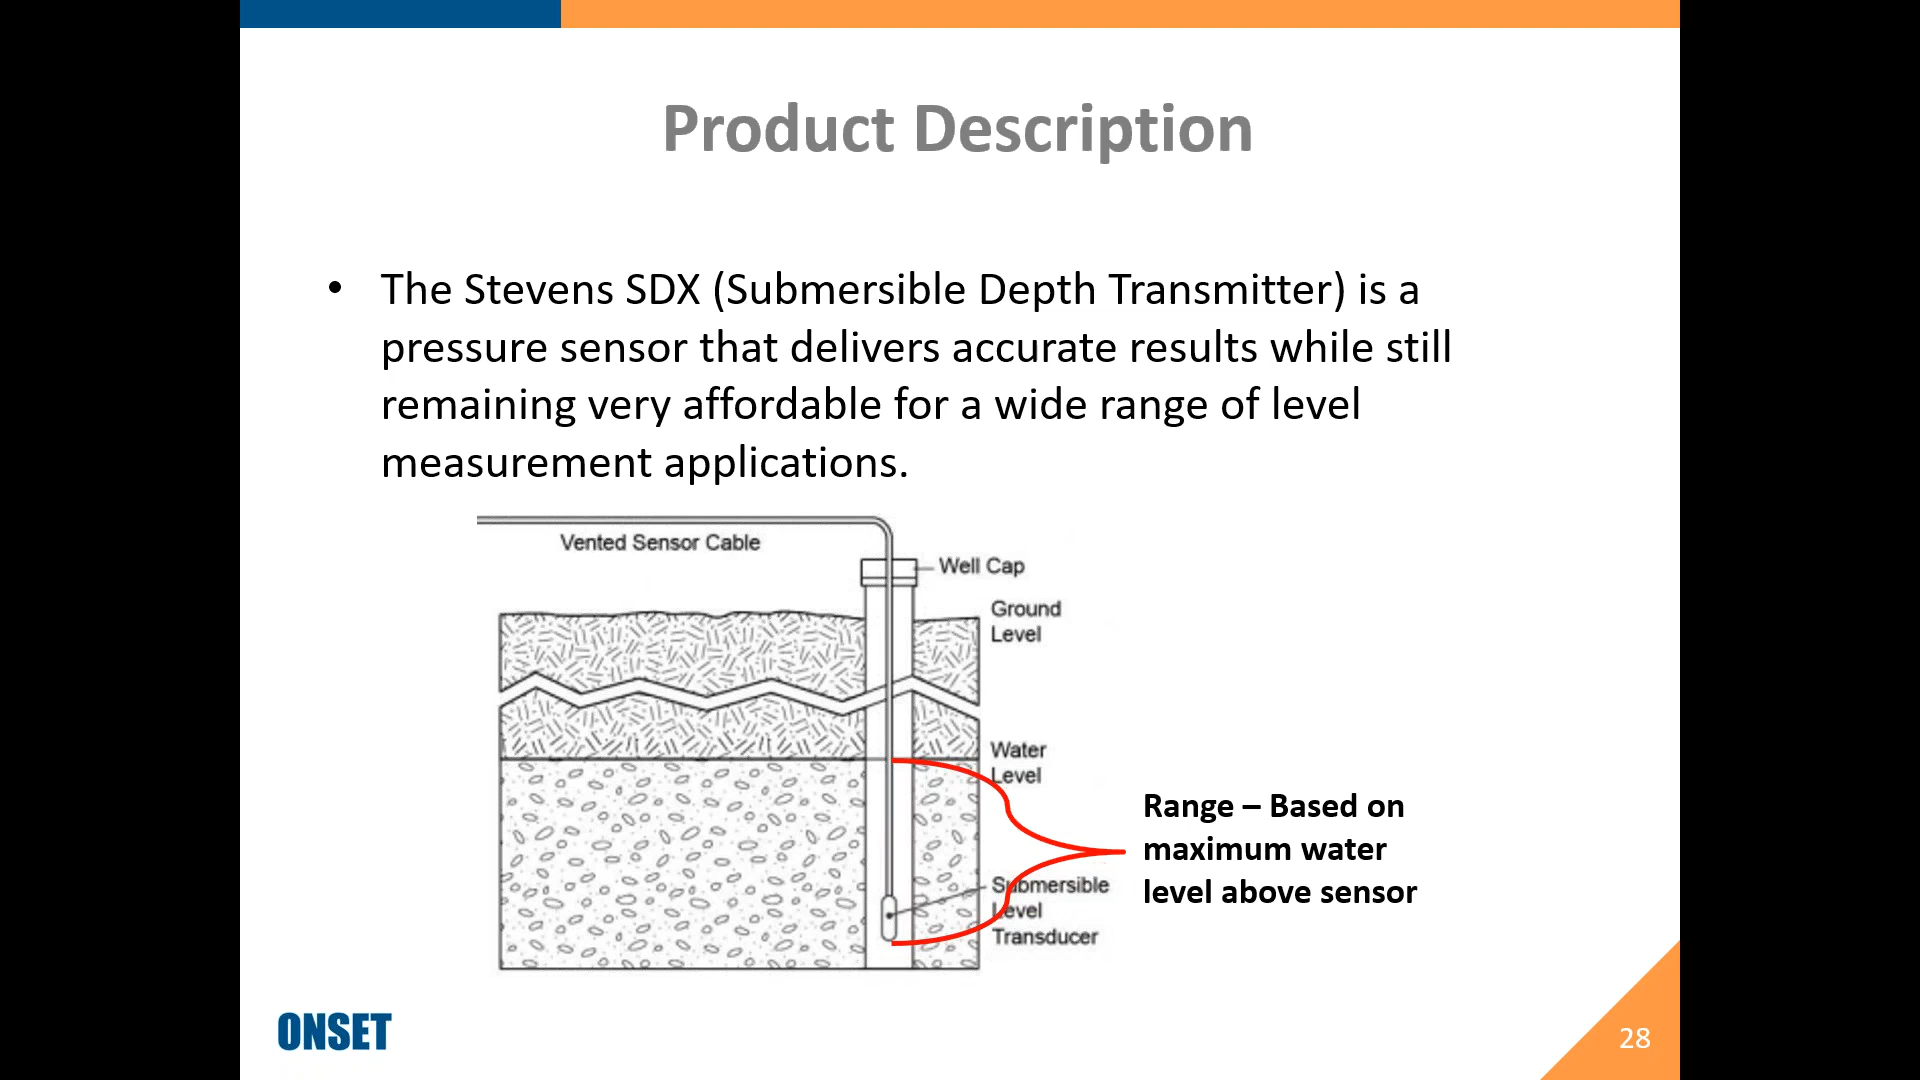 Product Description
• The Stevens SDX (Submersible Depth Transmitter) is a
pressure sensor that delivers accurate results while still
remaining very affordable for a wide range of level
measurement applications.
Vented Sensor Cable
Well Cap
Ground
Level
Water
Level
Range – Based on
maximum water
level above sensor
Submersible
Level
Transducer
ONSET
28